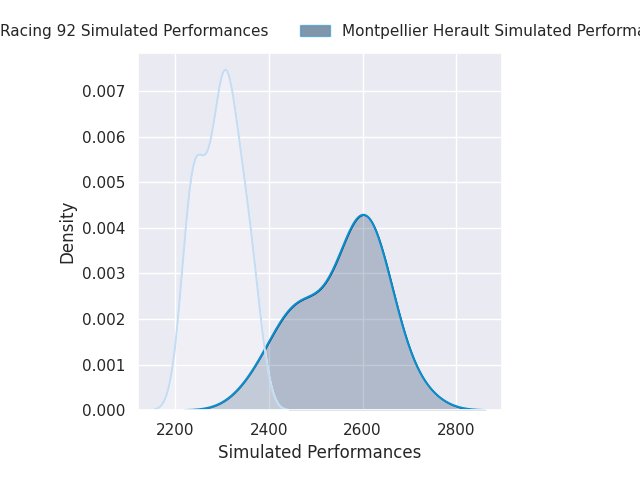 Racing 92 Simulated Performances
Montpellier Herault Simulated
0.007
0.006
0.005
0.004
0.003
0.002
0.001
0.000
Density
2200 2400 2600 2800
Simulated Performances